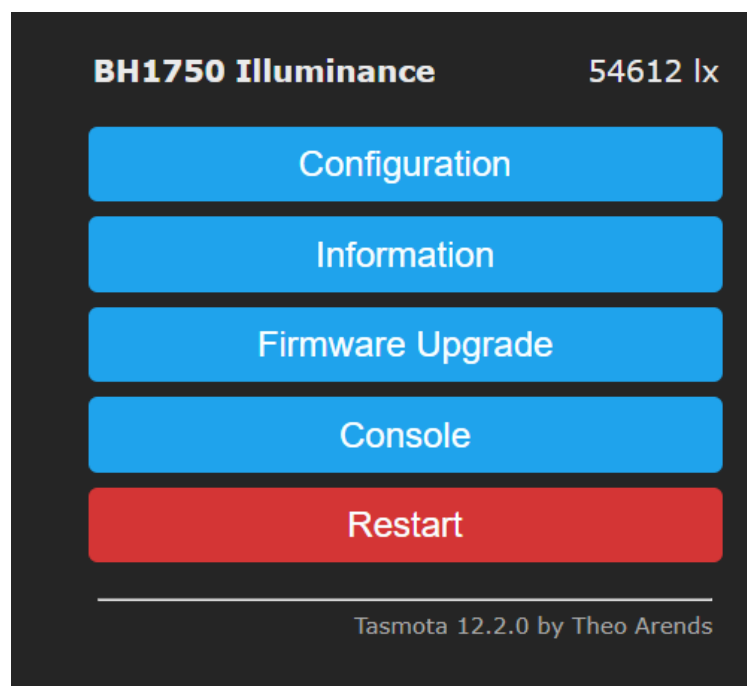 BH1750 Illuminance 54612 lx
Configuration
Information
Firmware Upgrade
Console
Restart
Tasmota 12.2.0 by Theo Arends